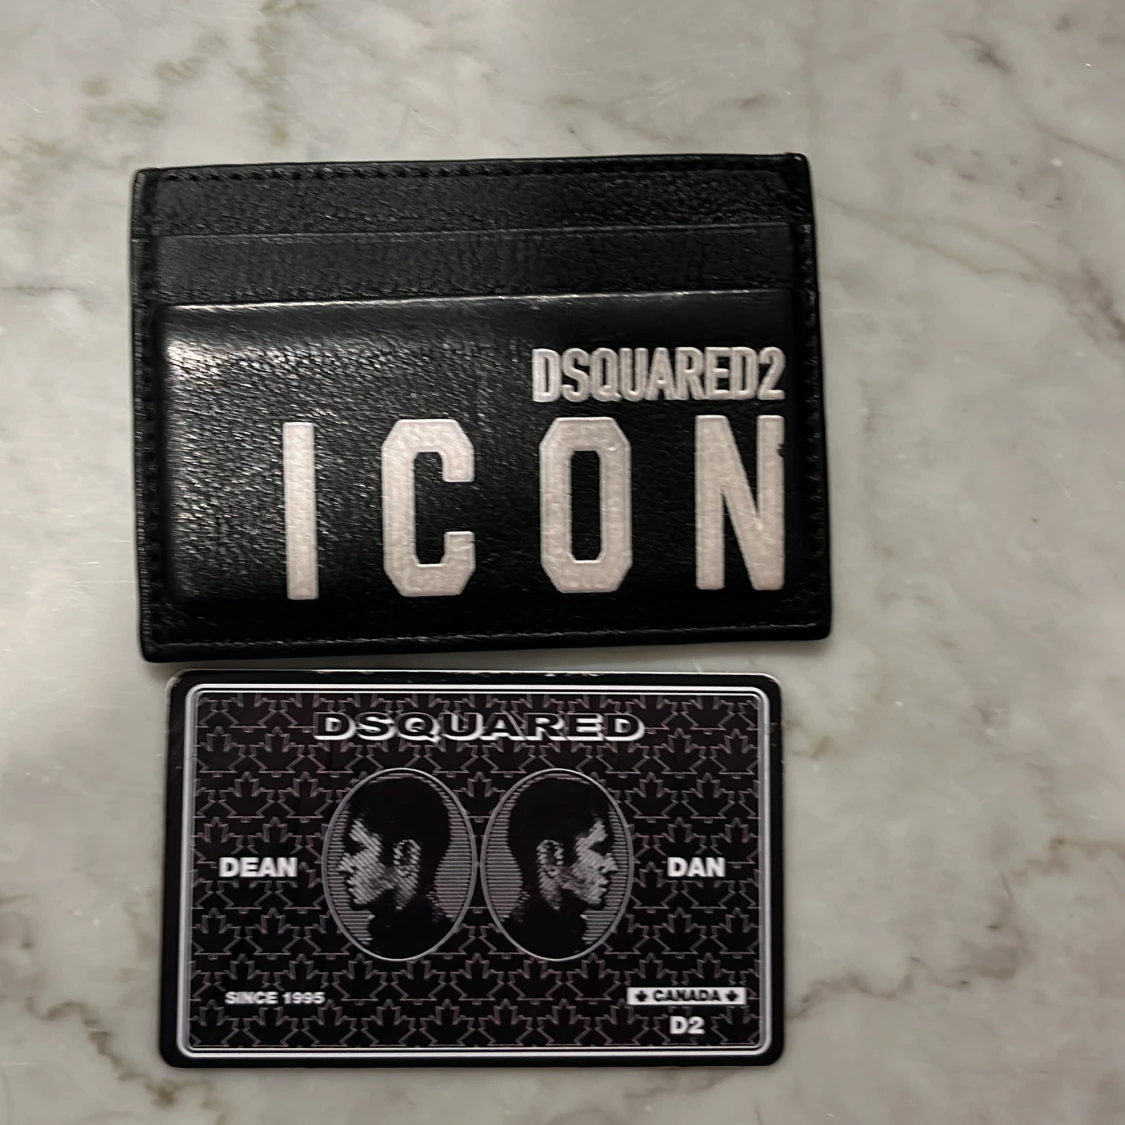 DSQUARED2
ICON
DSQUARED
DEAN
DAN
SINCE 1995
CANADA
D2